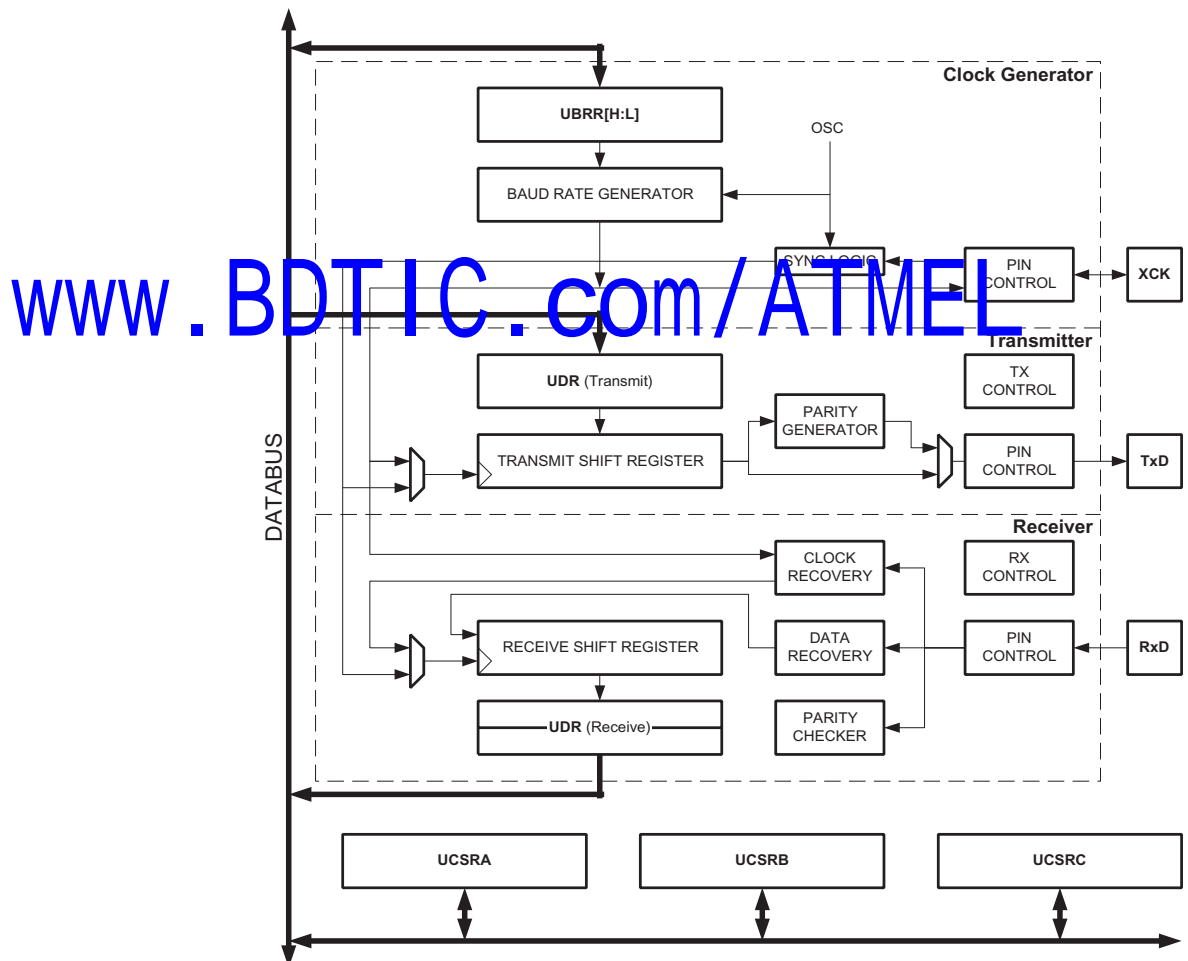 Clock Generator
UBRR[H:L]
OSC
BAUD RATE GENERATOR
SYNC LOGIC
PIN
CONTROL
XCK
www.BDTIC.com/ATMEL
Transmitter
UDR (Transmit)
TX
CONTROL
PARITY
GENERATOR
TRANSMIT SHIFT REGISTER
PIN
CONTROL
TxD
DATABUS
Receiver
CLOCK
RECOVERY
RX
CONTROL
RECEIVE SHIFT REGISTER
DATA
RECOVERY
PIN
CONTROL
RxD
UDR (Receive)
PARITY
CHECKER
UCSRA
UCSRB
UCSRC